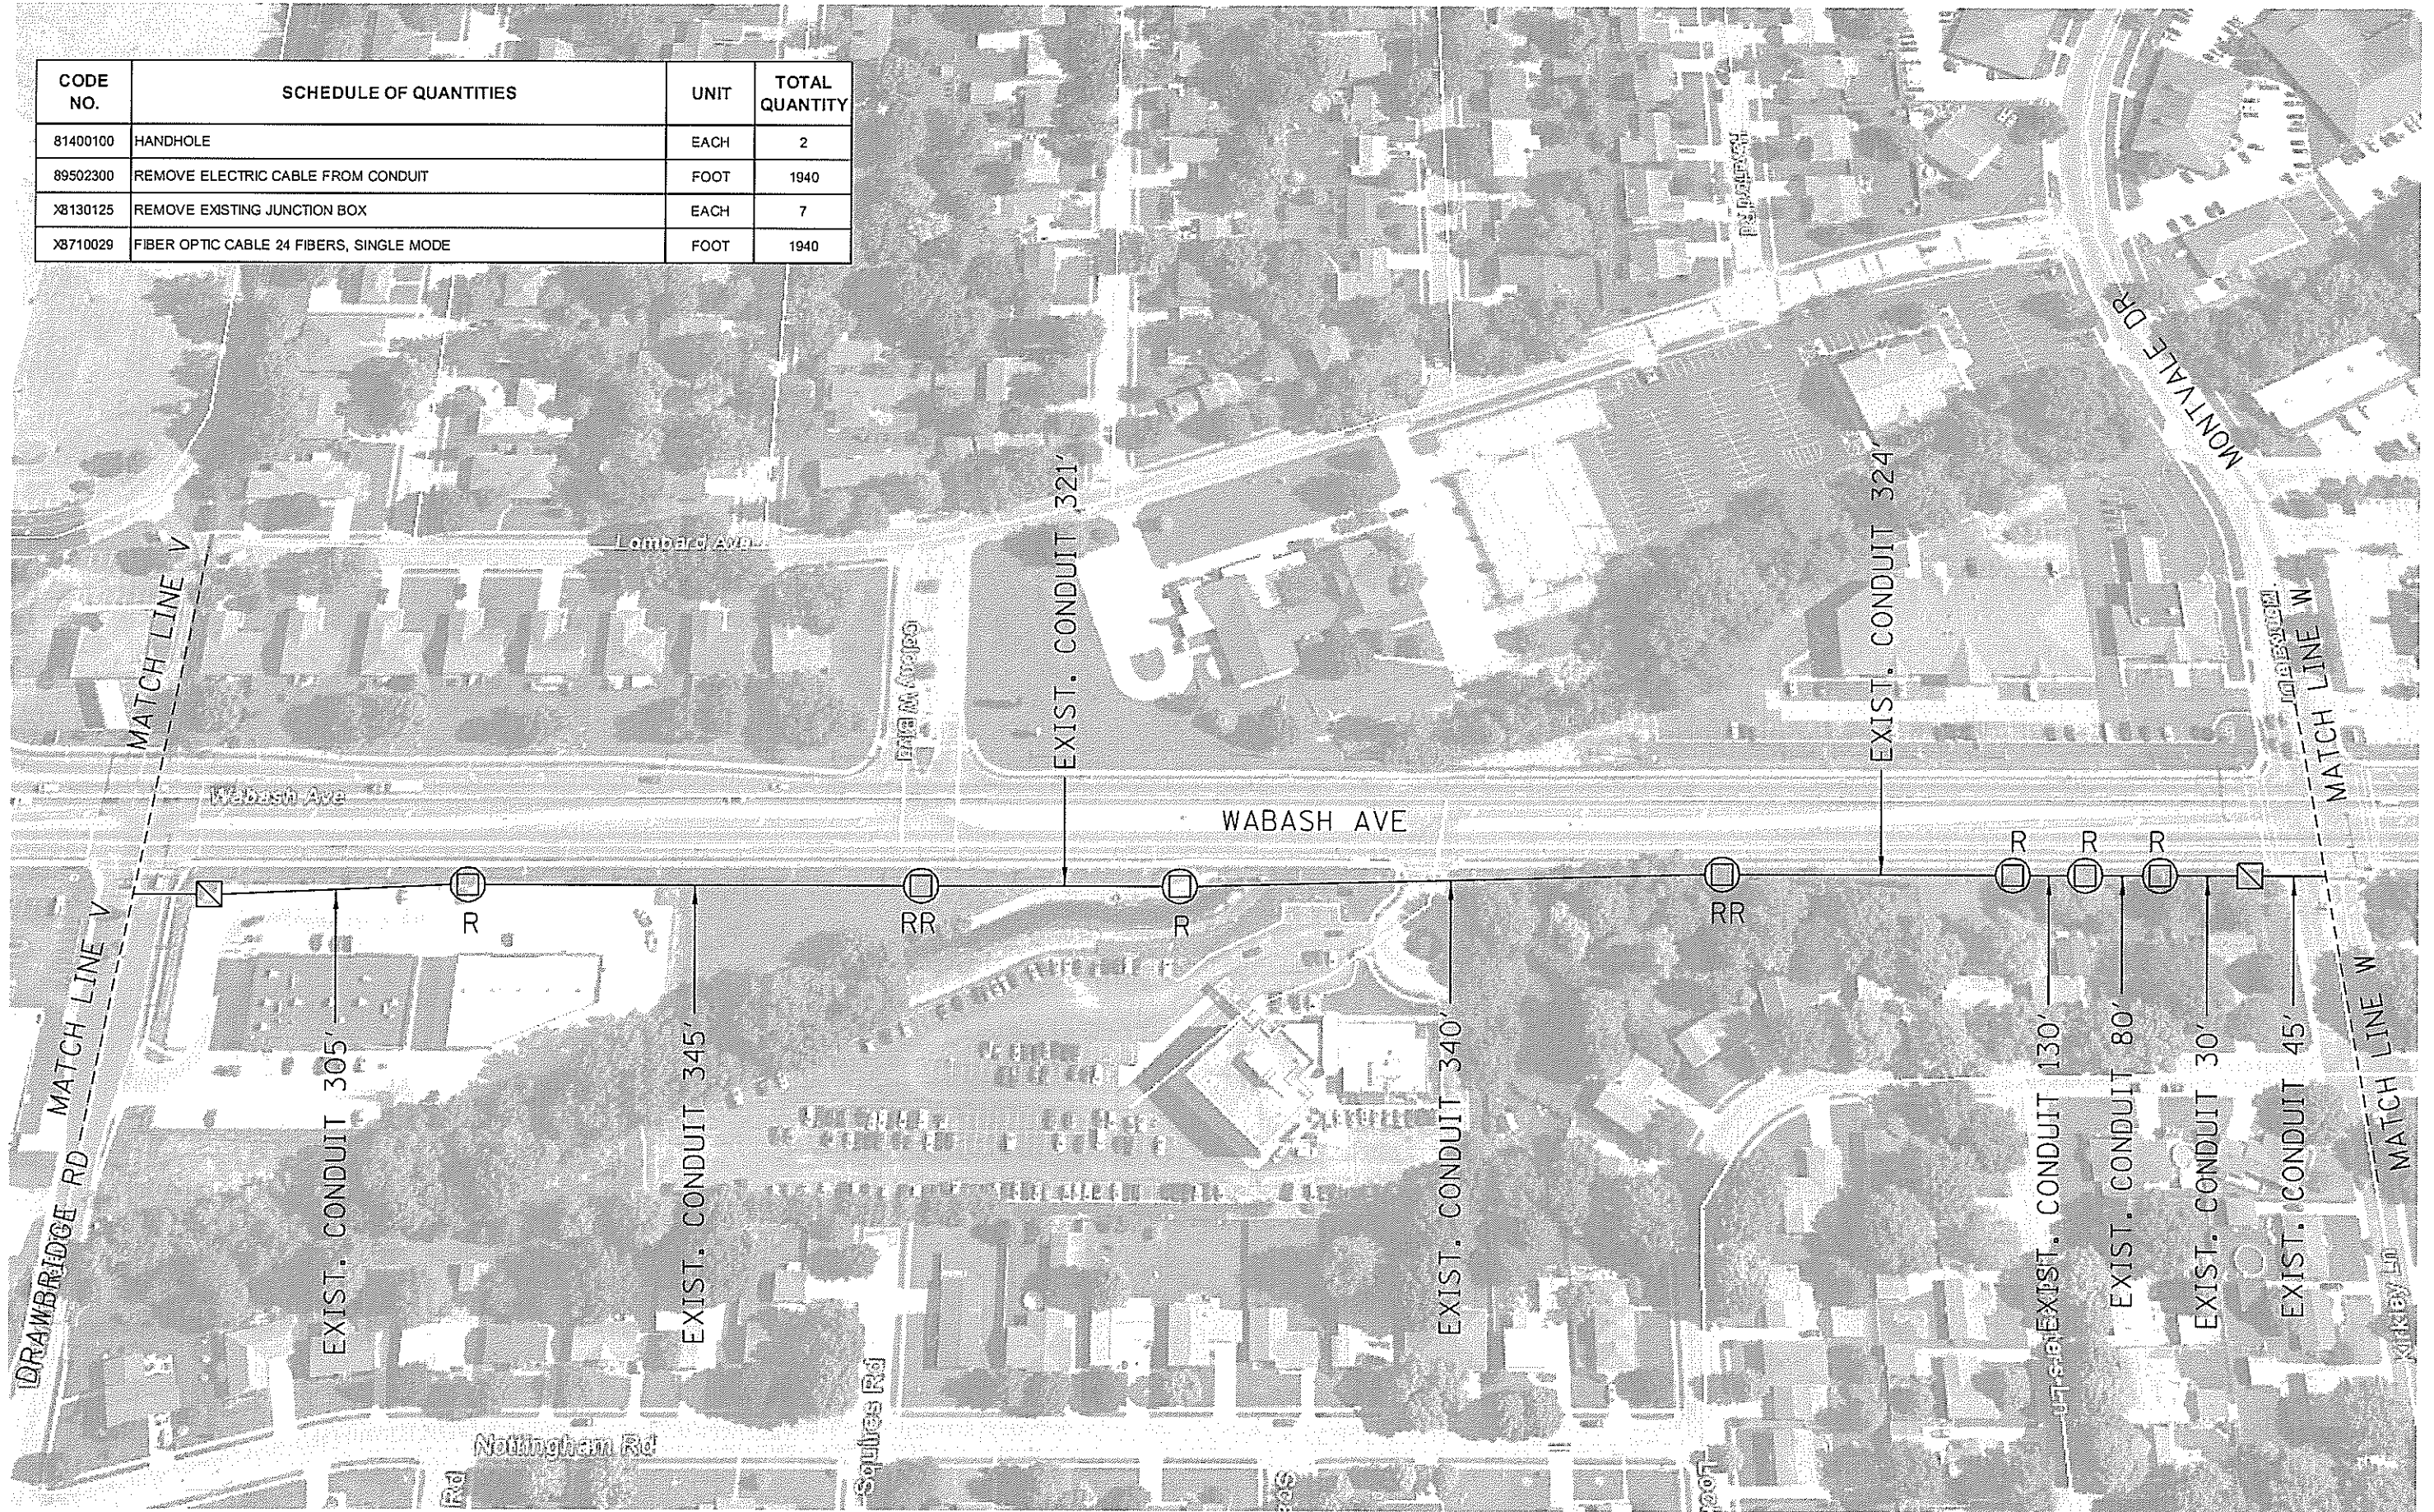 CODE NO. SCHEDULE OF QUANTITIES UNIT TOTAL QUANTITY
81400100 HANDHOLE EACH 2
89502300 REMOVE ELECTRIC CABLE FROM CONDUIT FOOT 1940
X8130125 REMOVE EXISTING JUNCTION BOX EACH 7
X8710029 FIBER OPTIC CABLE 24 FIBERS, SINGLE MODE FOOT 1940
MONTVALE DR
Lombard Ave
MATCH LINE V
EXIST. CONDUIT 321'
EXIST. CONDUIT 324'
MATCH LINE W
Wabash Ave
WABASH AVE
R
RR
R
RR
R
R
R
MATCH LINE V
DRAWBRIDGE RD
EXIST. CONDUIT 305'
EXIST. CONDUIT 345'
EXIST. CONDUIT 340'
EXIST. CONDUIT 130'
EXIST. CONDUIT 80'
EXIST. CONDUIT 30'
EXIST. CONDUIT 45'
MATCH LINE W
Nottingham Rd
Squires Rd
Rd